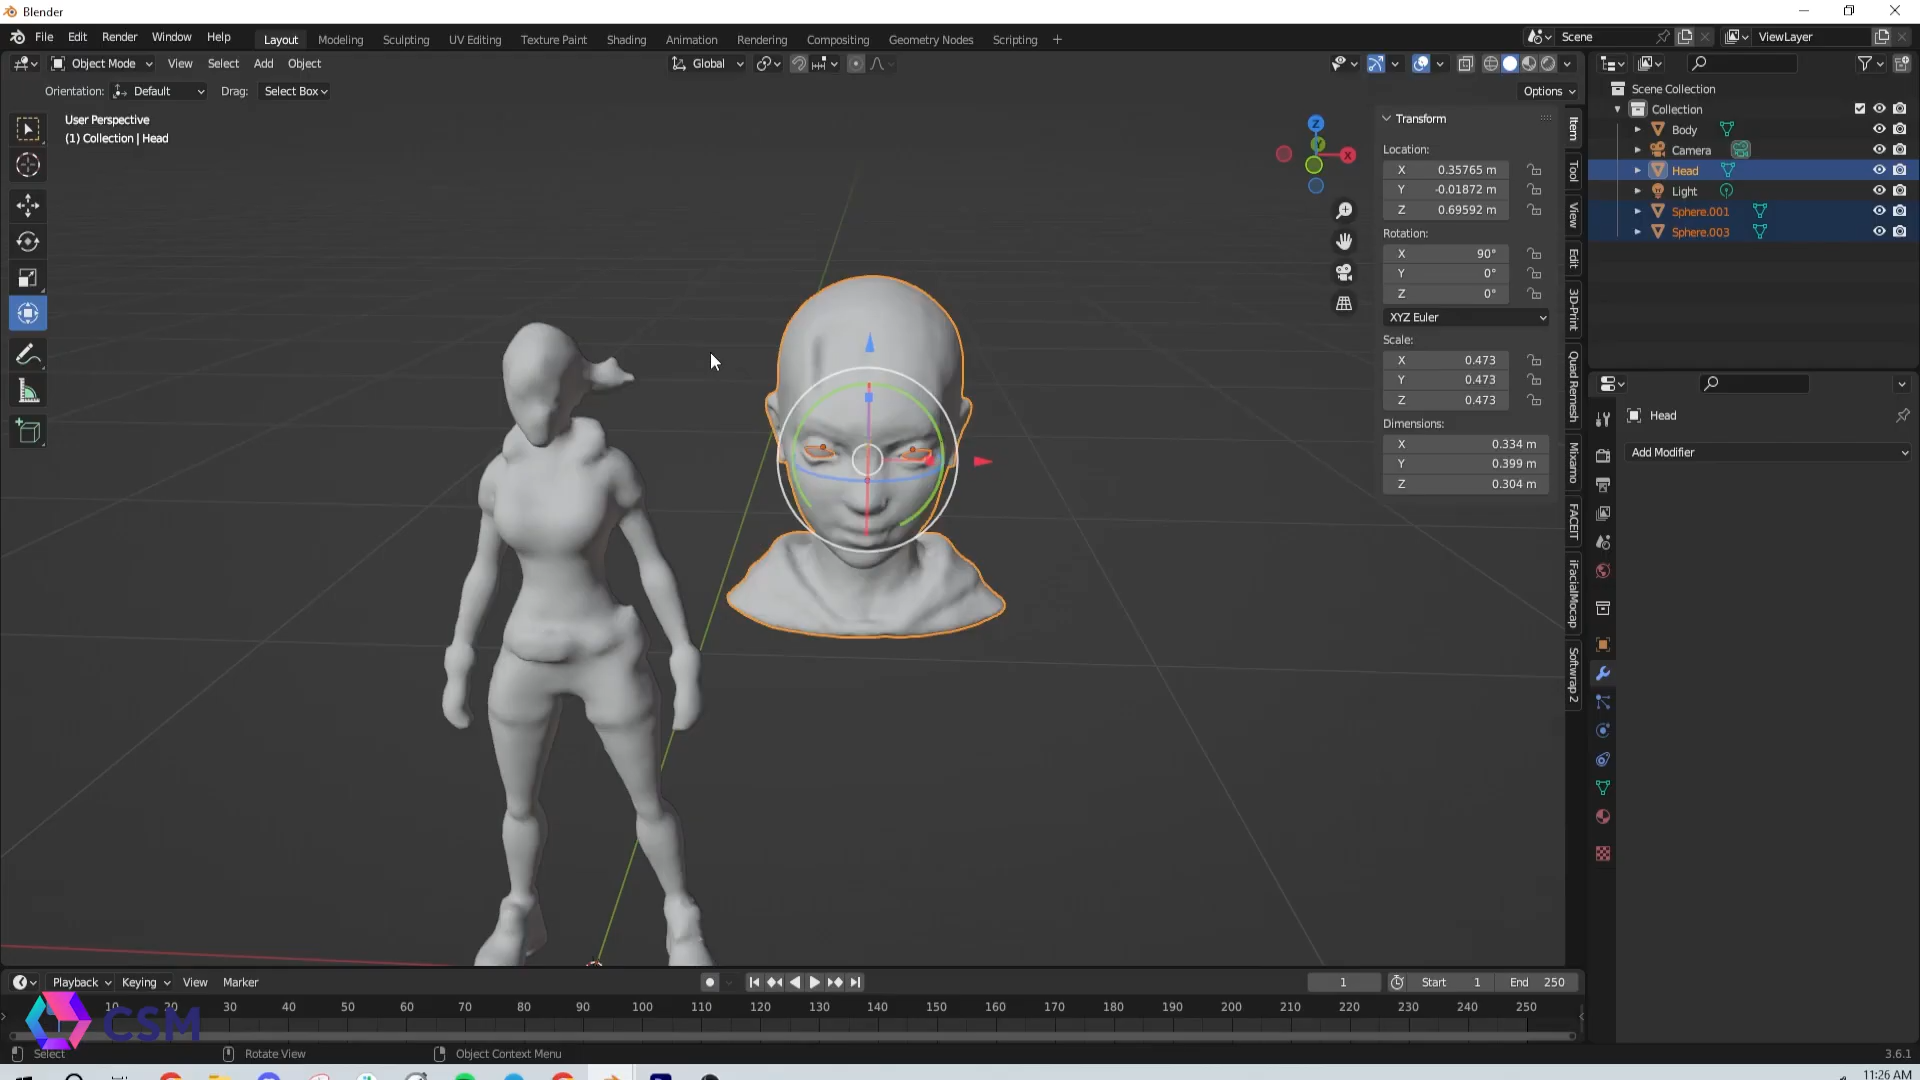 Blender
File Edit Render Window Help Layout Modeling Sculpting UV Editing Texture Paint Shading Animation Rendering Compositing Geometry Nodes Scripting + Scene ViewLayer
Object Mode View Select Add Object Global
Orientation: Default Drag: Select Box Options
User Perspective
(1) Collection | Head
Z
Y
X
Transform
Location:
X 0.35765 m
Y -0.01872 m
Z 0.69592 m
Rotation:
X 90°
Y 0°
Z 0°
XYZ Euler
Scale:
X 0.473
Y 0.473
Z 0.473
Dimensions:
X 0.334 m
Y 0.399 m
Z 0.304 m
Item
Tool
View
Edit
3D-Print
Quad Remesh
Mixamo
FACEIT
iFacialMocap
Softwrap 2
Scene Collection
Collection
Body
Camera
Head
Light
Sphere.001
Sphere.003
Head
Add Modifier
Playback Keying View Marker 1 Start 1 End 250
10 20 30 40 50 60 70 80 90 100 110 120 130 140 150 160 170 180 190 200 210 220 230 240 250
CSM
Select Rotate View Object Context Menu 3.6.1
11:26 AM